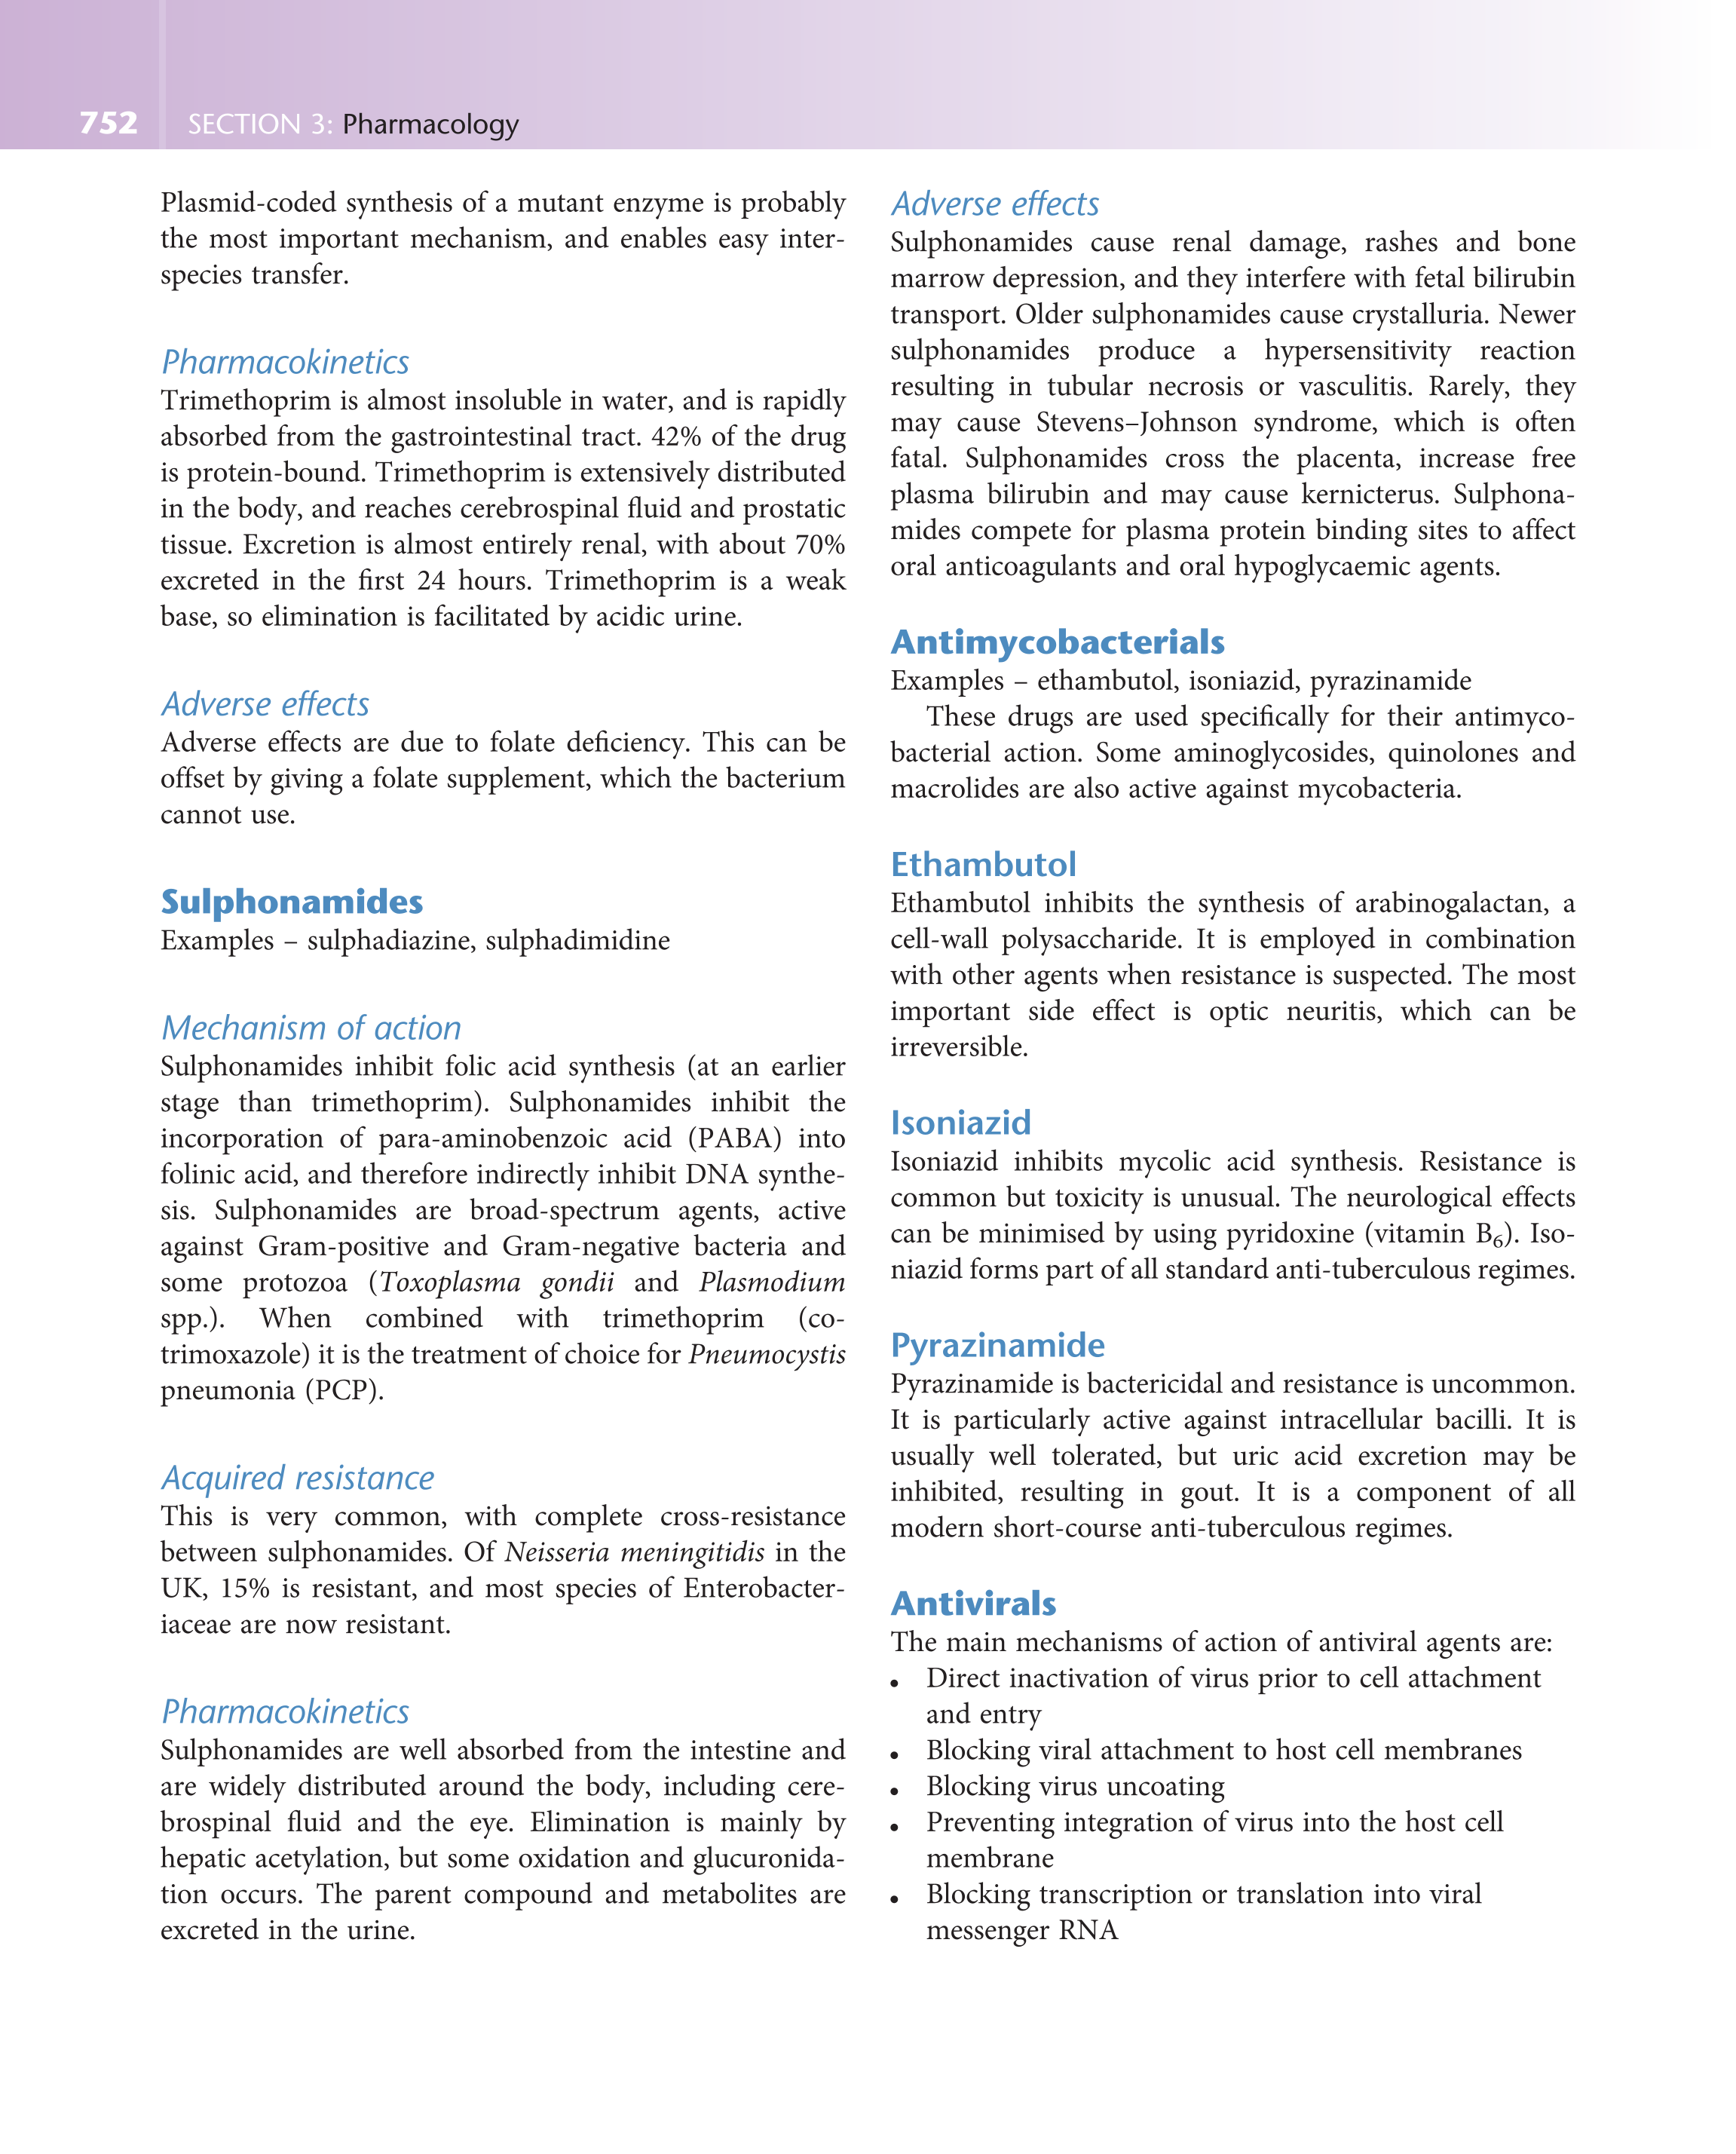 752 SECTION 3: Pharmacology
Plasmid-coded synthesis of a mutant enzyme is probably
the most important mechanism, and enables easy inter-
species transfer.
Pharmacokinetics
Trimethoprim is almost insoluble in water, and is rapidly
absorbed from the gastrointestinal tract. 42% of the drug
is protein-bound. Trimethoprim is extensively distributed
in the body, and reaches cerebrospinal fluid and prostatic
tissue. Excretion is almost entirely renal, with about 70%
excreted in the first 24 hours. Trimethoprim is a weak
base, so elimination is facilitated by acidic urine.
Adverse effects
Adverse effects are due to folate deficiency. This can be
offset by giving a folate supplement, which the bacterium
cannot use.
Sulphonamides
Examples – sulphadiazine, sulphadimidine
Mechanism of action
Sulphonamides inhibit folic acid synthesis (at an earlier
stage than trimethoprim). Sulphonamides inhibit the
incorporation of para-aminobenzoic acid (PABA) into
folinic acid, and therefore indirectly inhibit DNA synthe-
sis. Sulphonamides are broad-spectrum agents, active
against Gram-positive and Gram-negative bacteria and
some protozoa (Toxoplasma gondii and Plasmodium
spp.). When combined with trimethoprim (co-
trimoxazole) it is the treatment of choice for Pneumocystis
pneumonia (PCP).
Acquired resistance
This is very common, with complete cross-resistance
between sulphonamides. Of Neisseria meningitidis in the
UK, 15% is resistant, and most species of Enterobacter-
iaceae are now resistant.
Pharmacokinetics
Sulphonamides are well absorbed from the intestine and
are widely distributed around the body, including cere-
brospinal fluid and the eye. Elimination is mainly by
hepatic acetylation, but some oxidation and glucuronida-
tion occurs. The parent compound and metabolites are
excreted in the urine.
Adverse effects
Sulphonamides cause renal damage, rashes and bone
marrow depression, and they interfere with fetal bilirubin
transport. Older sulphonamides cause crystalluria. Newer
sulphonamides produce a hypersensitivity reaction
resulting in tubular necrosis or vasculitis. Rarely, they
may cause Stevens–Johnson syndrome, which is often
fatal. Sulphonamides cross the placenta, increase free
plasma bilirubin and may cause kernicterus. Sulphona-
mides compete for plasma protein binding sites to affect
oral anticoagulants and oral hypoglycaemic agents.
Antimycobacterials
Examples – ethambutol, isoniazid, pyrazinamide
These drugs are used specifically for their antimyco-
bacterial action. Some aminoglycosides, quinolones and
macrolides are also active against mycobacteria.
Ethambutol
Ethambutol inhibits the synthesis of arabinogalactan, a
cell-wall polysaccharide. It is employed in combination
with other agents when resistance is suspected. The most
important side effect is optic neuritis, which can be
irreversible.
Isoniazid
Isoniazid inhibits mycolic acid synthesis. Resistance is
common but toxicity is unusual. The neurological effects
can be minimised by using pyridoxine (vitamin B₆). Iso-
niazid forms part of all standard anti-tuberculous regimes.
Pyrazinamide
Pyrazinamide is bactericidal and resistance is uncommon.
It is particularly active against intracellular bacilli. It is
usually well tolerated, but uric acid excretion may be
inhibited, resulting in gout. It is a component of all
modern short-course anti-tuberculous regimes.
Antivirals
The main mechanisms of action of antiviral agents are:
• Direct inactivation of virus prior to cell attachment
and entry
• Blocking viral attachment to host cell membranes
• Blocking virus uncoating
• Preventing integration of virus into the host cell
membrane
• Blocking transcription or translation into viral
messenger RNA